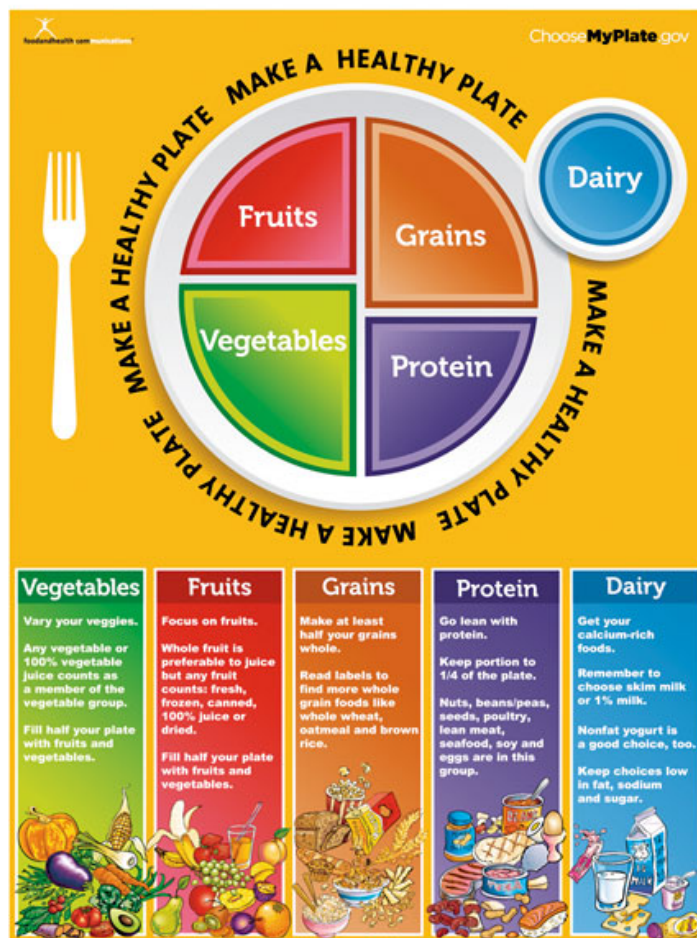 foodandhealth communications
ChooseMyPlate.gov
MAKE A HEALTHY PLATE
MAKE A HEALTHY PLATE
MAKE A HEALTHY PLATE
MAKE A HEALTHY PLATE
MAKE A HEALTHY PLATE
Fruits
Grains
Dairy
Vegetables
Protein
Vegetables
Vary your veggies.
Any vegetable or
100% vegetable
juice counts as
a member of the
vegetable group.
Fill half your plate
with fruits and
vegetables.
Fruits
Focus on fruits.
Whole fruit is
preferable to juice
but any fruit
counts: fresh,
frozen, canned,
100% juice or
dried.
Fill half your plate
with fruits and
vegetables.
Grains
Make at least
half your grains
whole.
Read labels to
find more whole
grain foods like
whole wheat,
oatmeal and brown
rice.
Protein
Go lean with
protein.
Keep portion to
1/4 of the plate.
Nuts, beans/peas,
seeds, poultry,
lean meat,
seafood, soy and
eggs are in this
group.
Dairy
Get your
calcium-rich
foods.
Remember to
choose skim milk
or 1% milk.
Nonfat yogurt is
a good choice, too.
Keep choices low
in fat, sodium
and sugar.
MILK